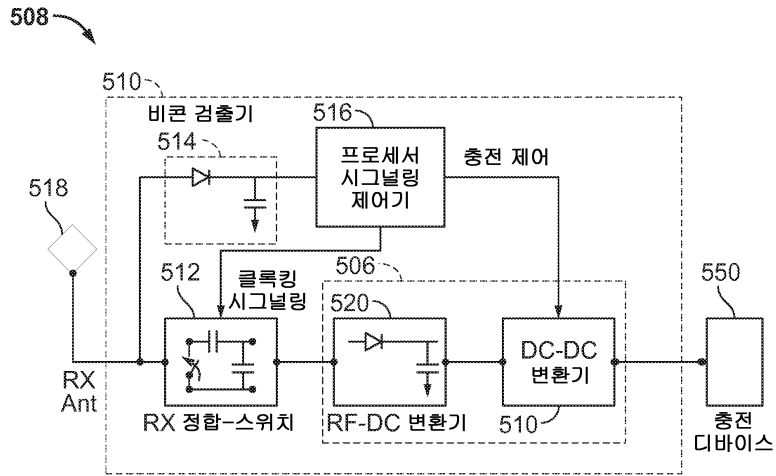 508
510
비콘 검출기
514
516
프로세서
시그널링
제어기
충전 제어
518
512
클록킹
시그널링
506
520
550
RX
Ant
DC-DC
변환기
RX 정합-스위치
RF-DC 변환기
510
충전
디바이스